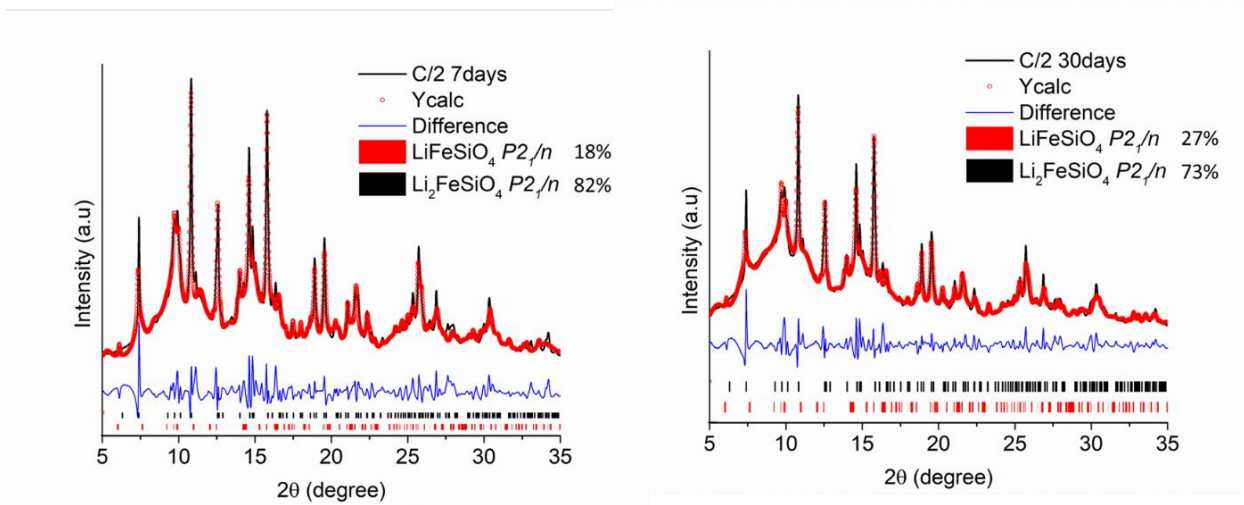 C/2 7days
Ycalc
Difference
LiFeSiO₄ P2₁/n 18%
Li₂FeSiO₄ P2₁/n 82%
Intensity (a.u)
5 10 15 20 25 30 35
2θ (degree)
C/2 30days
Ycalc
Difference
LiFeSiO₄ P2₁/n 27%
Li₂FeSiO₄ P2₁/n 73%
Intensity (a.u)
5 10 15 20 25 30 35
2θ (degree)